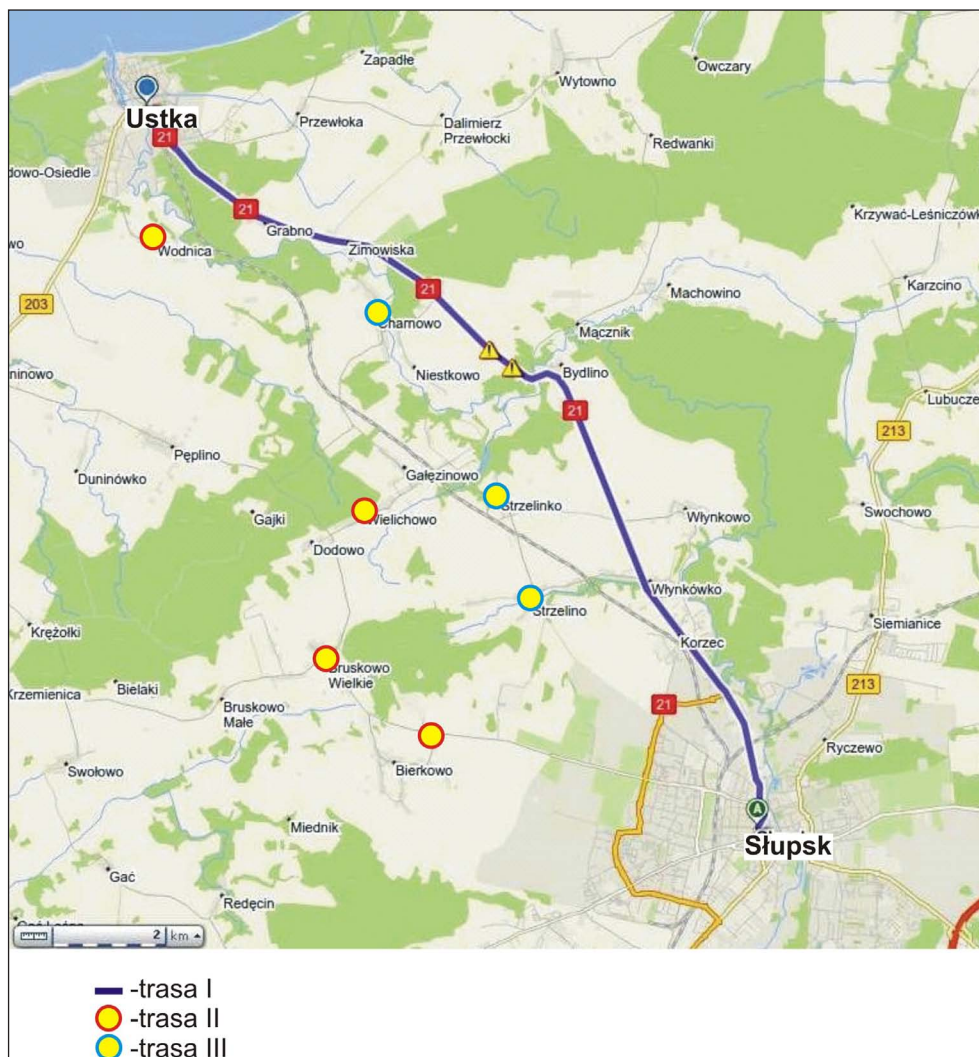 Zapadłe
Owczary
Wytowno
Ustka
21
Przewłoka
Dalimierz
Przewłocki
Redwanki
dowo-Osiedle
21
Krzywać-Leśniczówk
Grabno
Wodnica
Zimowiska
wo
203
21
Machowino
Karzcino
Charnowo
Mącznik
Niestkowo
Bydlino
ninowo
Lubucze
21
213
Pęplino
Duninówko
Gałęzinowo
Strzelinko
Swochowo
Gajki
Wielichowo
Włynkowo
Dodowo
Włynkówko
Strzelino
Siemianice
Krężołki
Korzec
Bruskowo
Wielkie
Krzemienica
Bielaki
213
Bruskowo
Małe
21
Ryczewo
Swołowo
Bierkowo
A
Miednik
Słupsk
Gać
Redęcin
2 km
-trasa I
-trasa II
-trasa III